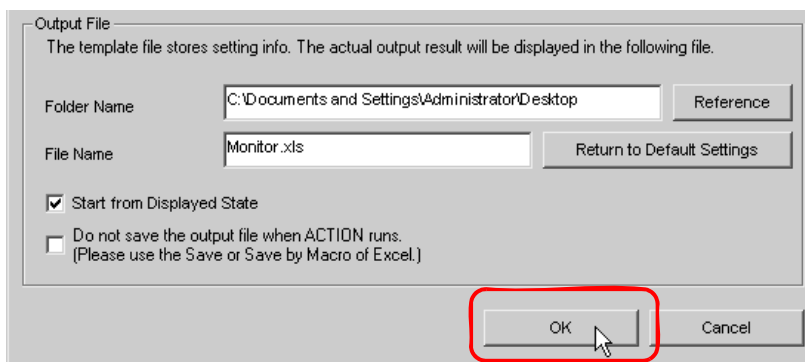 Output File
The template file stores setting info. The actual output result will be displayed in the following file.
Folder Name
C:\Documents and Settings\Administrator\Desktop
Reference
File Name
Monitor.xls
Return to Default Settings
Start from Displayed State
Do not save the output file when ACTION runs.
(Please use the Save or Save by Macro of Excel.)
OK
Cancel